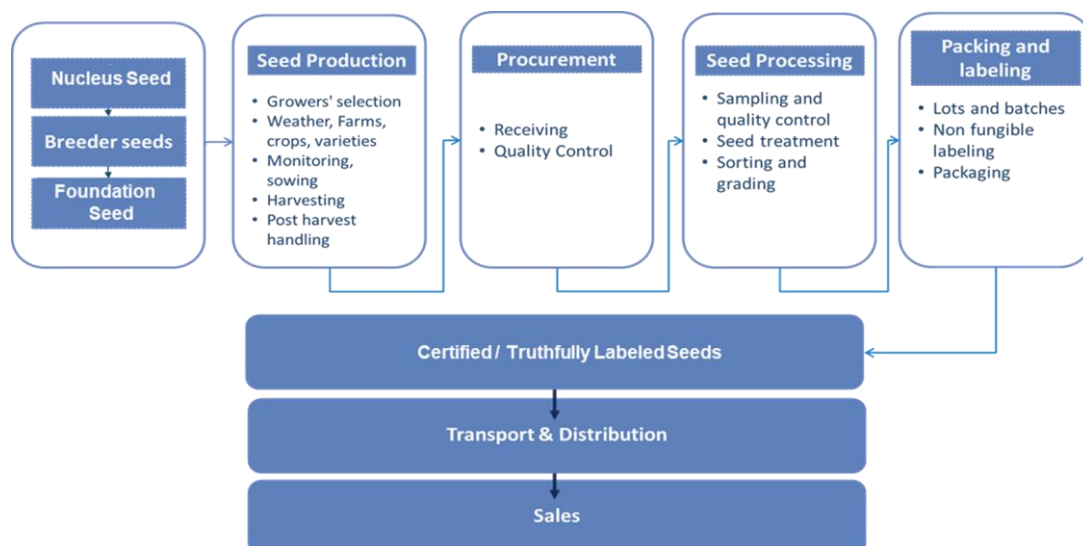 Nucleus Seed
Breeder seeds
Foundation
Seed
Seed Production
• Growers' selection
• Weather, Farms,
crops, varieties
• Monitoring,
sowing
• Harvesting
• Post harvest
handling
Procurement
• Receiving
• Quality Control
Seed Processing
• Sampling and
quality control
• Seed treatment
• Sorting and
grading
Packing and
labeling
• Lots and batches
• Non fungible
labeling
• Packaging
Certified / Truthfully Labeled Seeds
Transport & Distribution
Sales